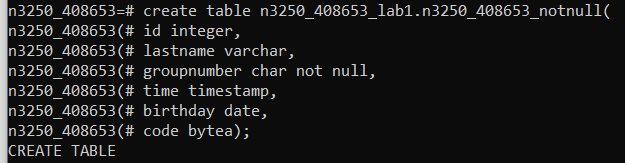 n3250_408653=# create table n3250_408653_lab1.n3250_408653_notnull(
n3250_408653(# id integer,
n3250_408653(# lastname varchar,
n3250_408653(# groupnumber char not null,
n3250_408653(# time timestamp,
n3250_408653(# birthday date,
n3250_408653(# code bytea);
CREATE TABLE